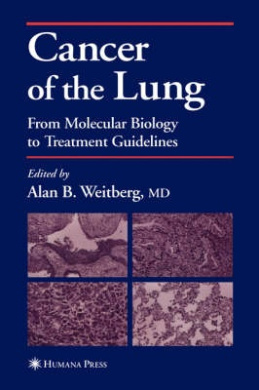 Cancer
of the Lung
From Molecular Biology
to Treatment Guidelines
Edited by
Alan B. Weitberg, MD
HUMANA PRESS